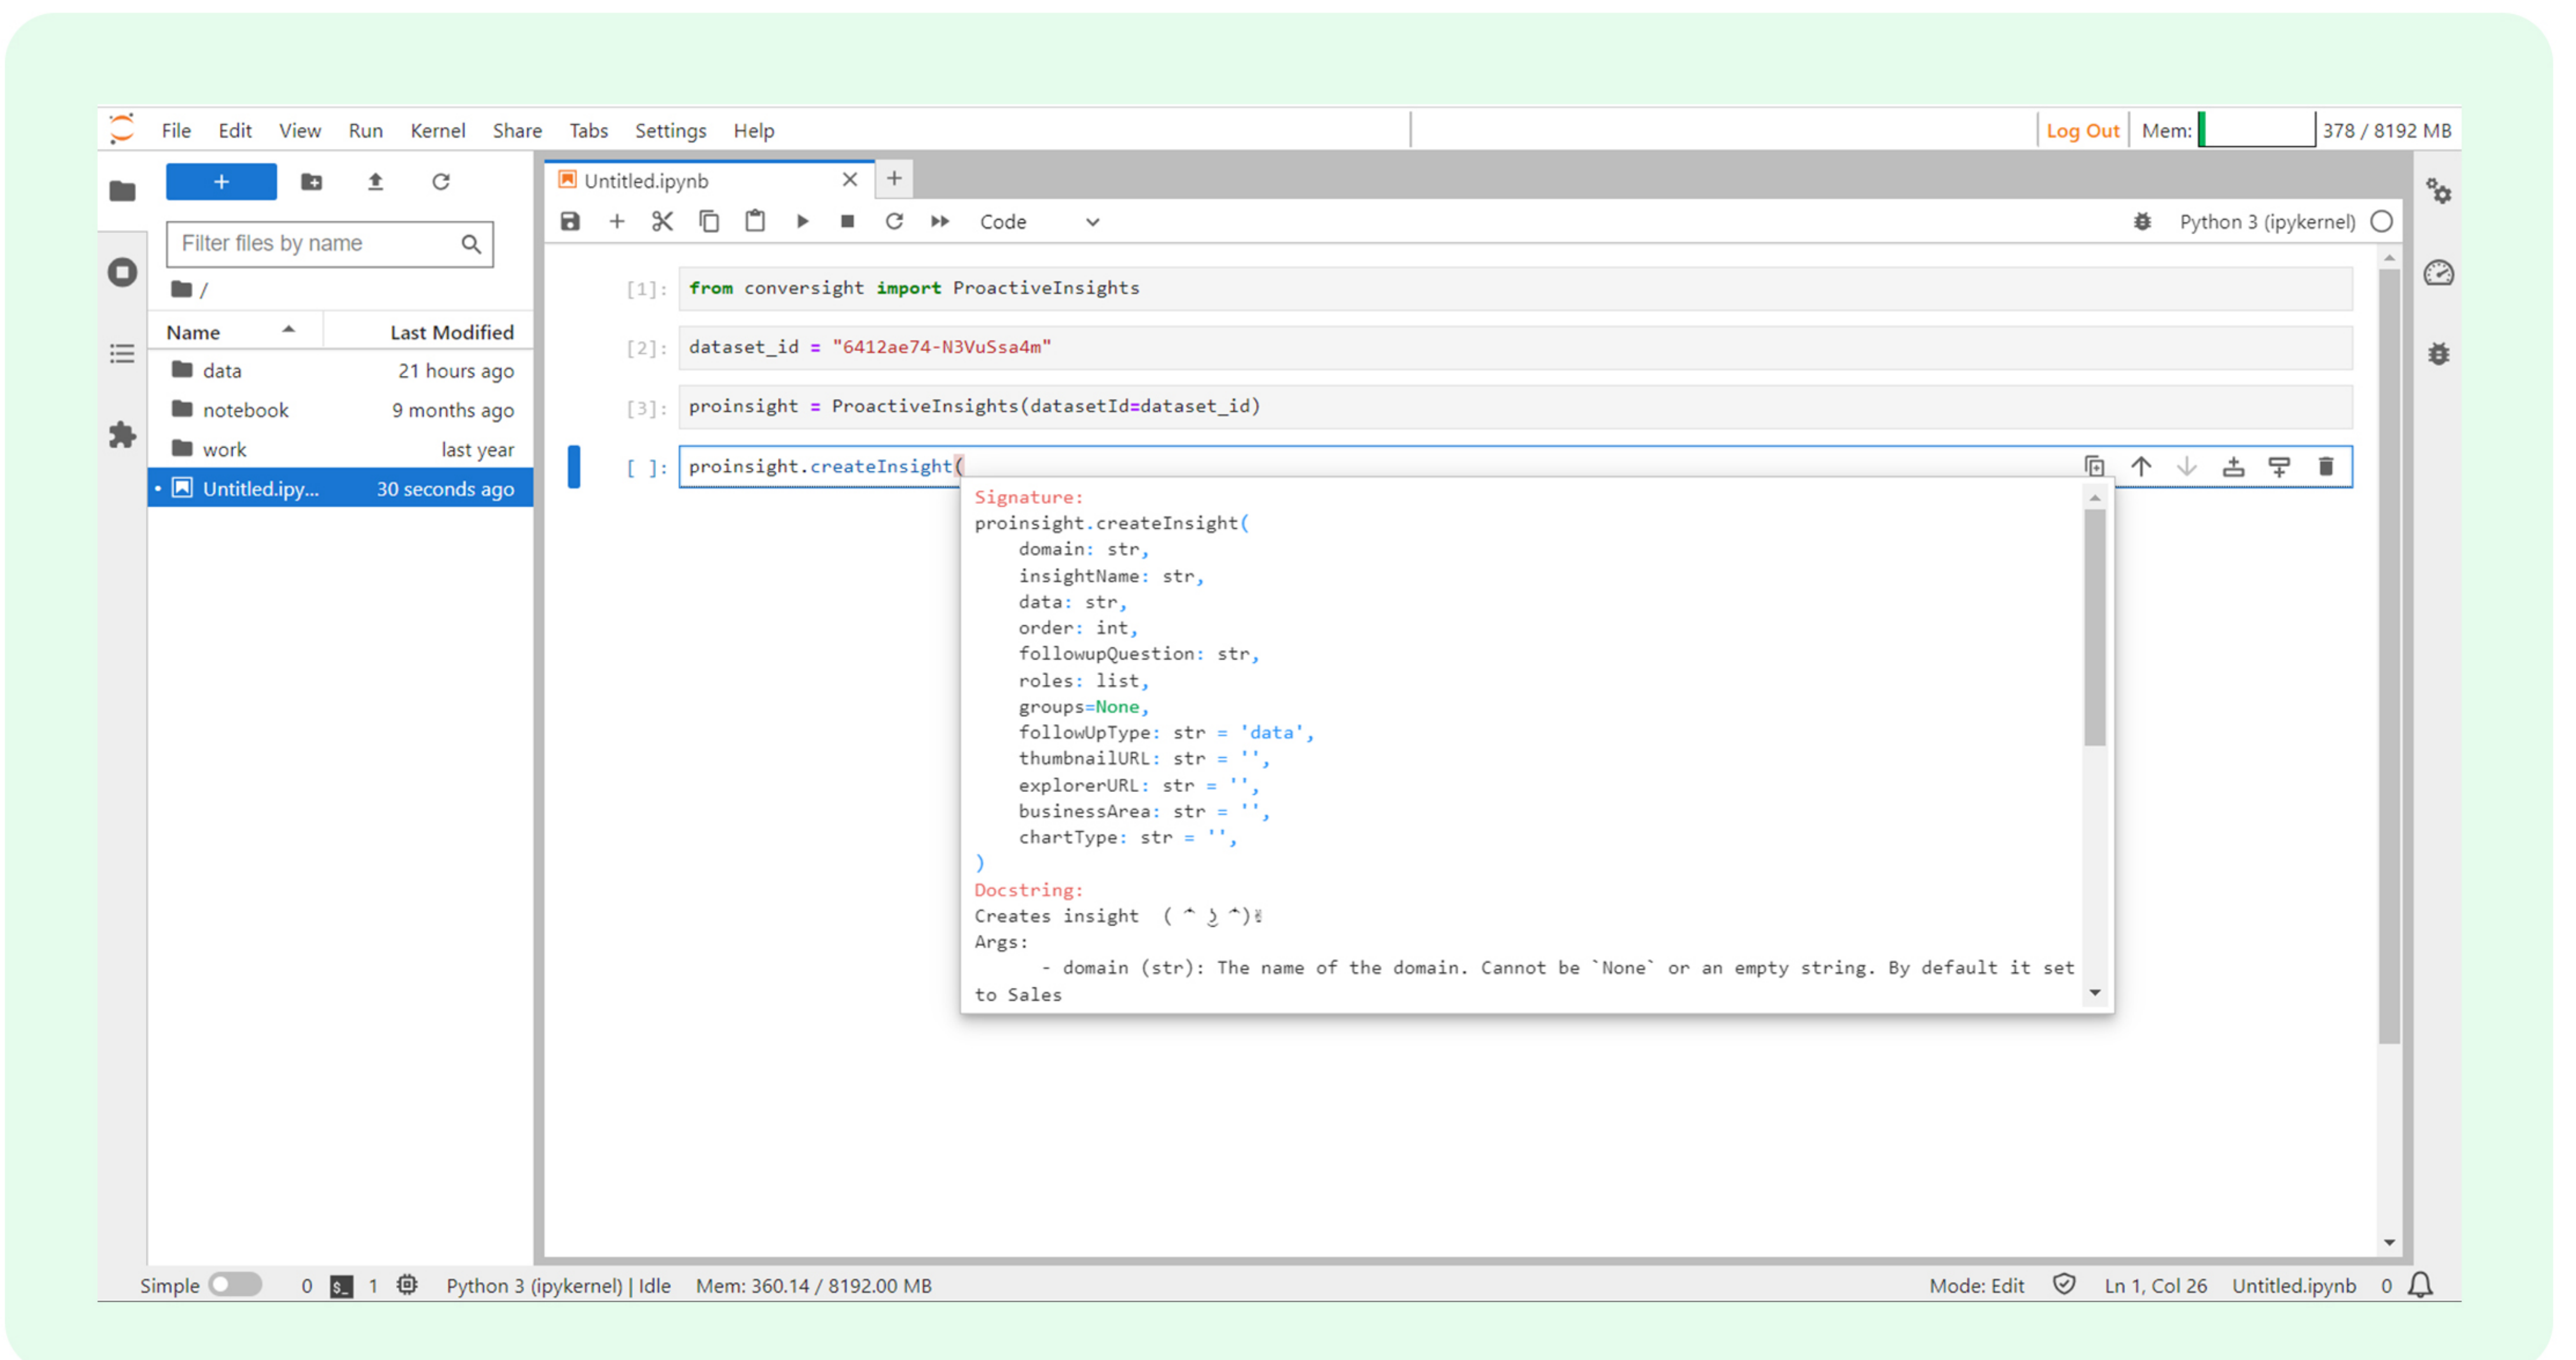 File Edit View Run Kernel Share Tabs Settings Help Log Out Mem: 378 / 8192 MB
+
Filter files by name
/
Name Last Modified
data 21 hours ago
notebook 9 months ago
work last year
• Untitled.ipy... 30 seconds ago
Untitled.ipynb × +
Code Python 3 (ipykernel)
[1]: from conversight import ProactiveInsights
[2]: dataset_id = "6412ae74-N3VuSsa4m"
[3]: proinsight = ProactiveInsights(datasetId=dataset_id)
[ ]: proinsight.createInsight(
Signature:
proinsight.createInsight(
domain: str,
insightName: str,
data: str,
order: int,
followupQuestion: str,
roles: list,
groups=None,
followUpType: str = 'data',
thumbnailURL: str = '',
explorerURL: str = '',
businessArea: str = '',
chartType: str = '',
)
Docstring:
Creates insight
Args:
- domain (str): The name of the domain. Cannot be `None` or an empty string. By default it set
to Sales
Simple 0 $_ 1 Python 3 (ipykernel) | Idle Mem: 360.14 / 8192.00 MB Mode: Edit Ln 1, Col 26 Untitled.ipynb 0